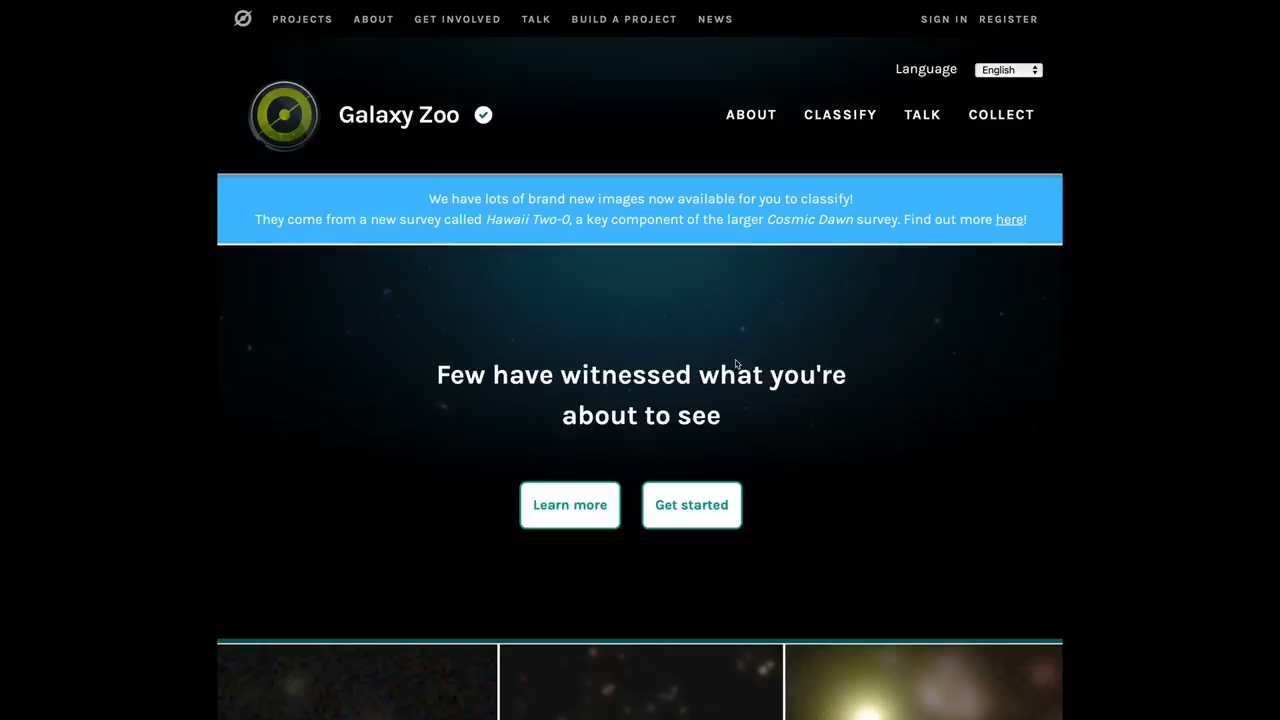 PROJECTS ABOUT GET INVOLVED TALK BUILD A PROJECT NEWS SIGN IN REGISTER
Language English
Galaxy Zoo ABOUT CLASSIFY TALK COLLECT
We have lots of brand new images now available for you to classify!
They come from a new survey called Hawaii Two-0, a key component of the larger Cosmic Dawn survey. Find out more here!
Few have witnessed what you're
about to see
Learn more Get started